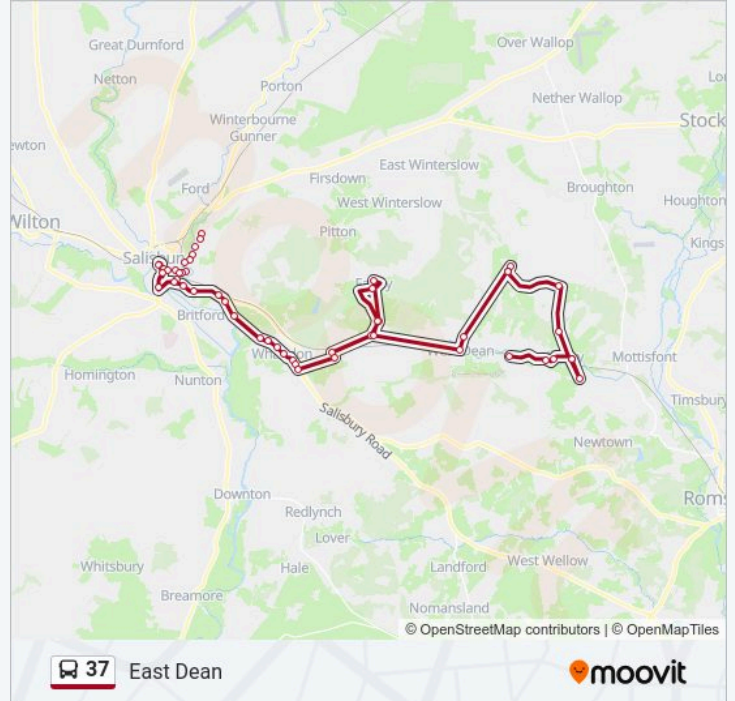 Great Durnford
Over Wallop
Netton
Porton
Nether Wallop
Winterbourne
Gunner
Stock
ewton
East Winterslow
Firsdown
Ford
Broughton
West Winterslow
Houghton
Wilton
Pitton
Kings
Salisbur
Britford
Dean
Mottisfont
Homington
Nunton
Timsbury
Salisbury Road
Newtown
Downton
Roms
Redlynch
Lover
Whitsbury
Hale
Landford
West Wellow
Breamore
Nomansland
© OpenStreetMap contributors | © OpenMapTiles
37 East Dean
moovit